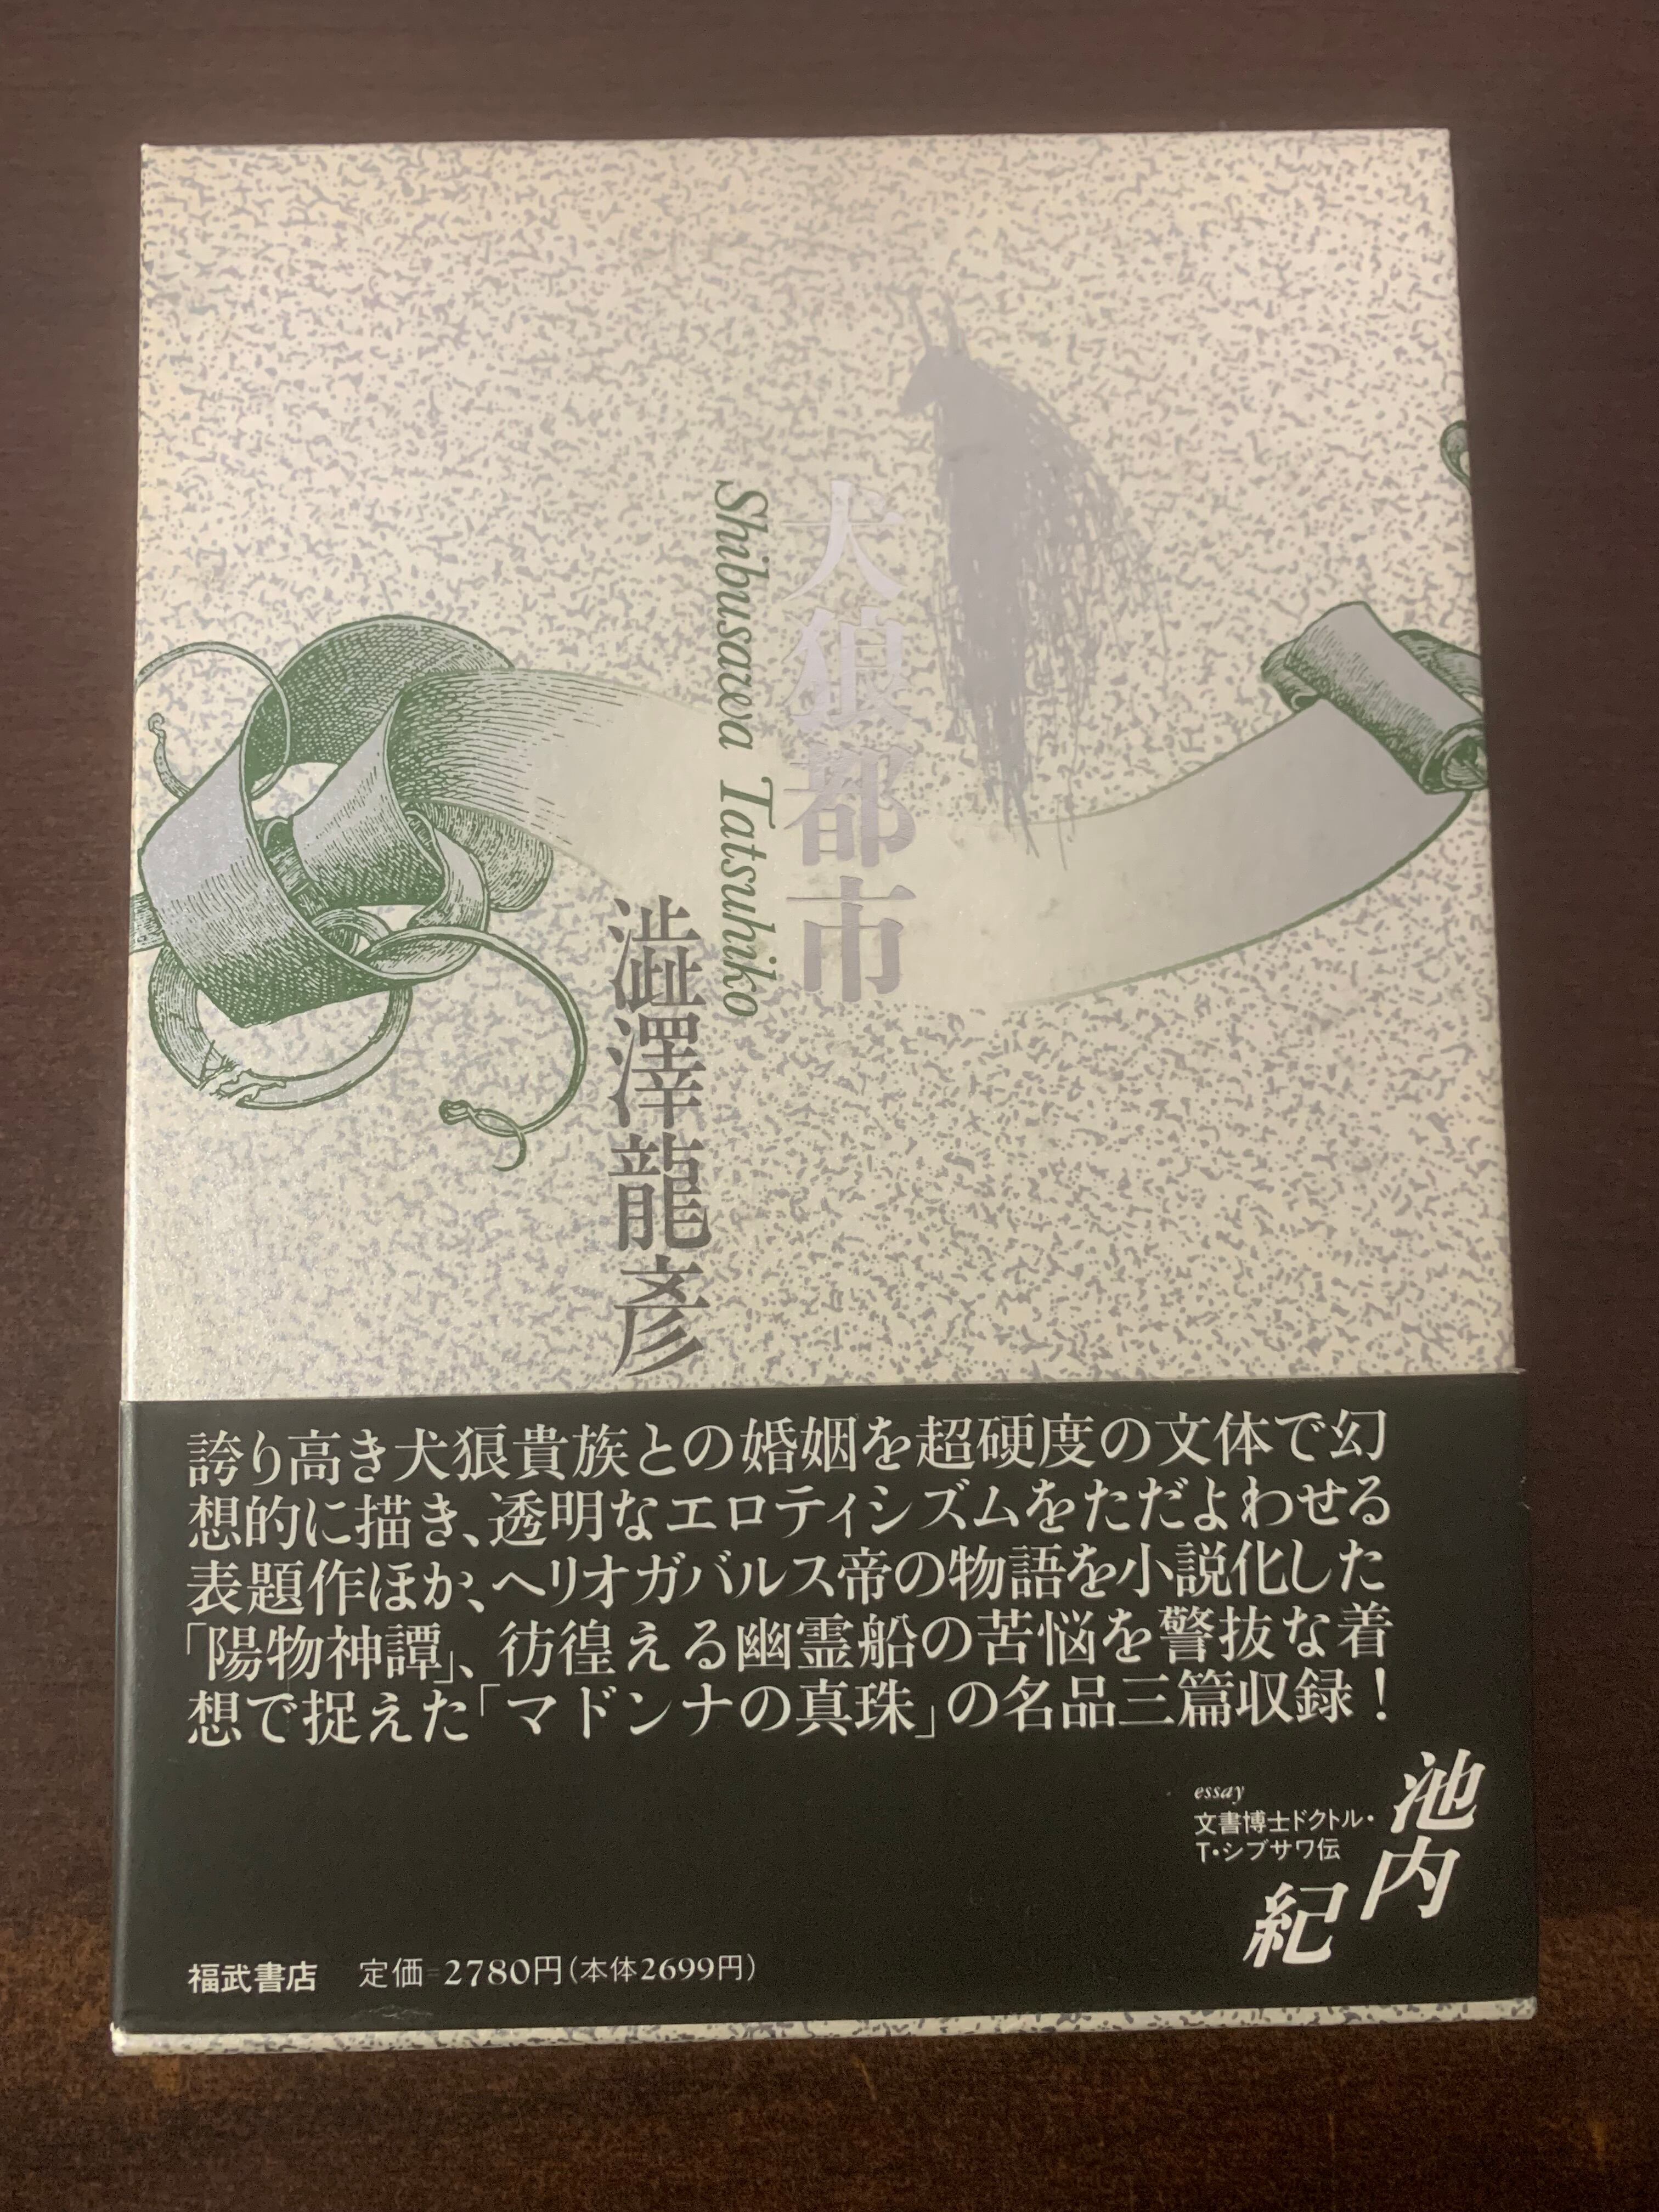 犬狼都市
Shibusawa Tatsuhiko
澁澤龍彥
誇り高き犬狼貴族との婚姻を超硬度の文体で幻
想的に描き、透明なエロティシズムをただよわせる
表題作ほか、ヘリオガバルス帝の物語を小説化した
「陽物神譚」、彷徨える幽霊船の苦悩を警抜な着
想で捉えた「マドンナの真珠」の名品三篇収録！
池内紀
essay
文書博士ドクトル・
T・シブサワ伝
福武書店 定価=2780円(本体2699円)